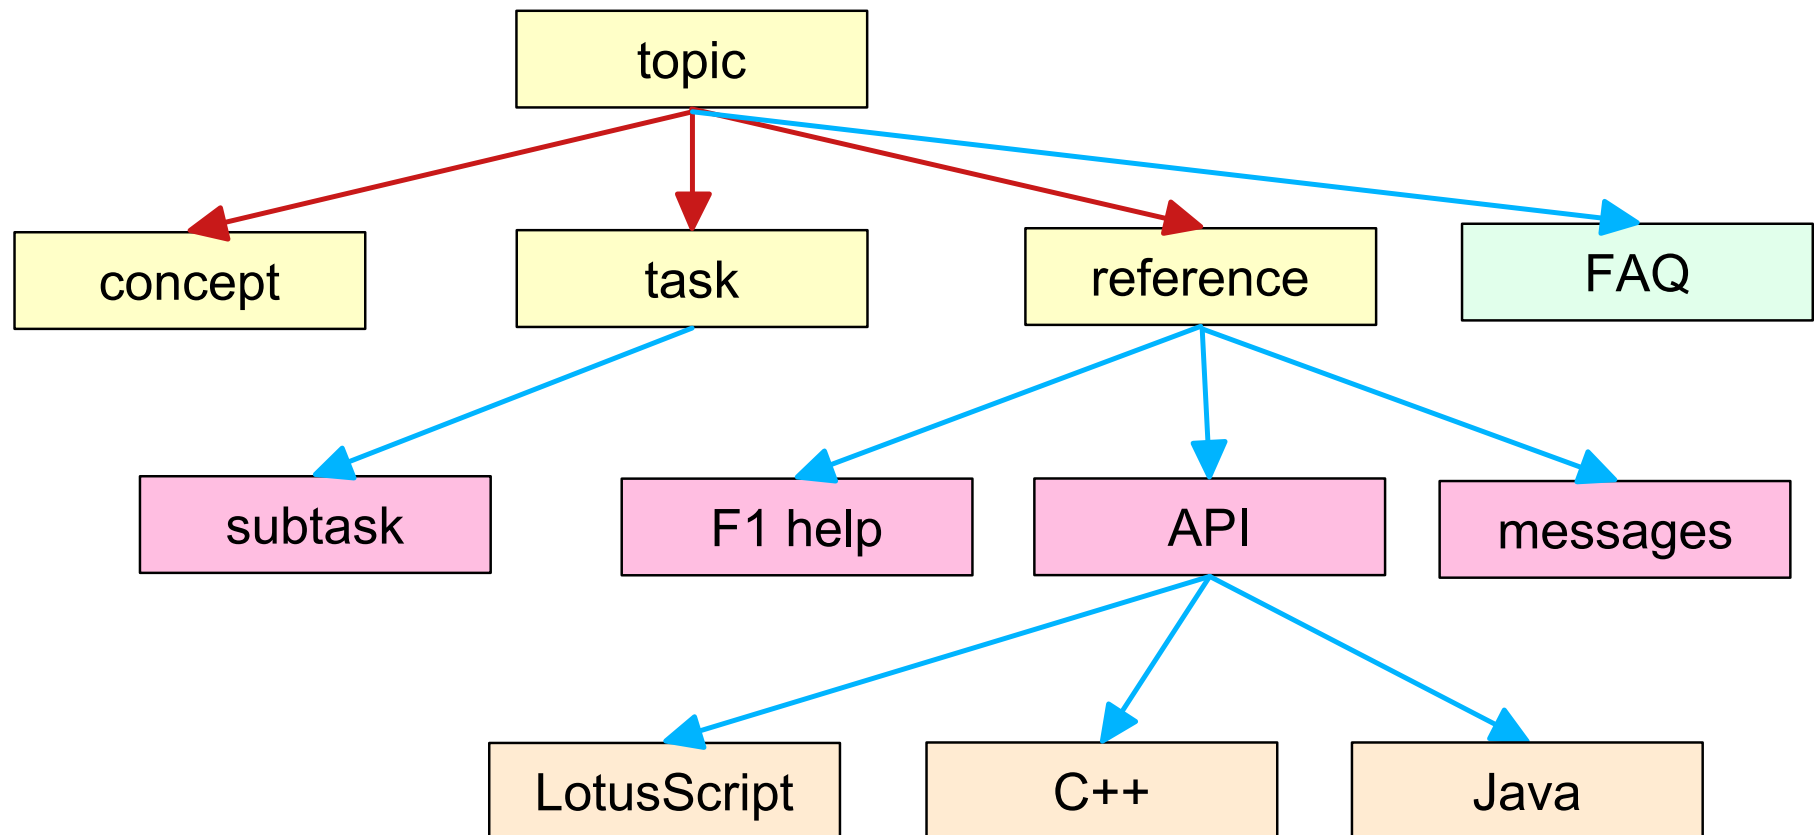 topic
concept
task
reference
FAQ
subtask
F1 help
API
messages
LotusScript
C++
Java